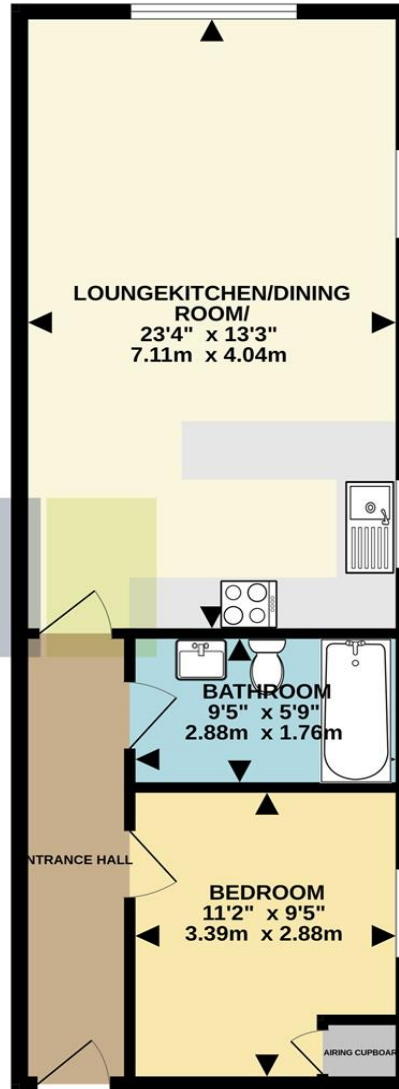 LOUNGEKITCHEN/DINING
ROOM/
23'4" x 13'3"
7.11m x 4.04m
BATHROOM
9'5" x 5'9"
2.88m x 1.76m
NTRANCE HALL
BEDROOM
11'2" x 9'5"
3.39m x 2.88m
AIRING CUPBOAR